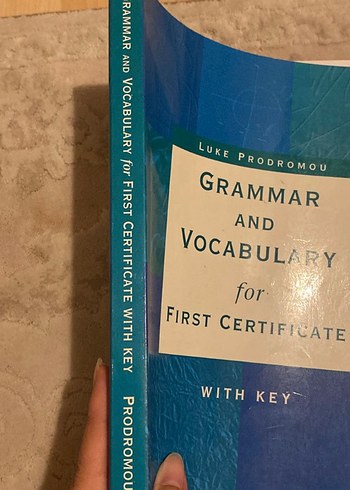 GRAMMAR AND VOCABULARY for FIRST CERTIFICATE WITH KEY PRODROMOU
LUKE PRODROMOU
GRAMMAR
AND
VOCABULARY
for
FIRST CERTIFICATE
WITH KEY